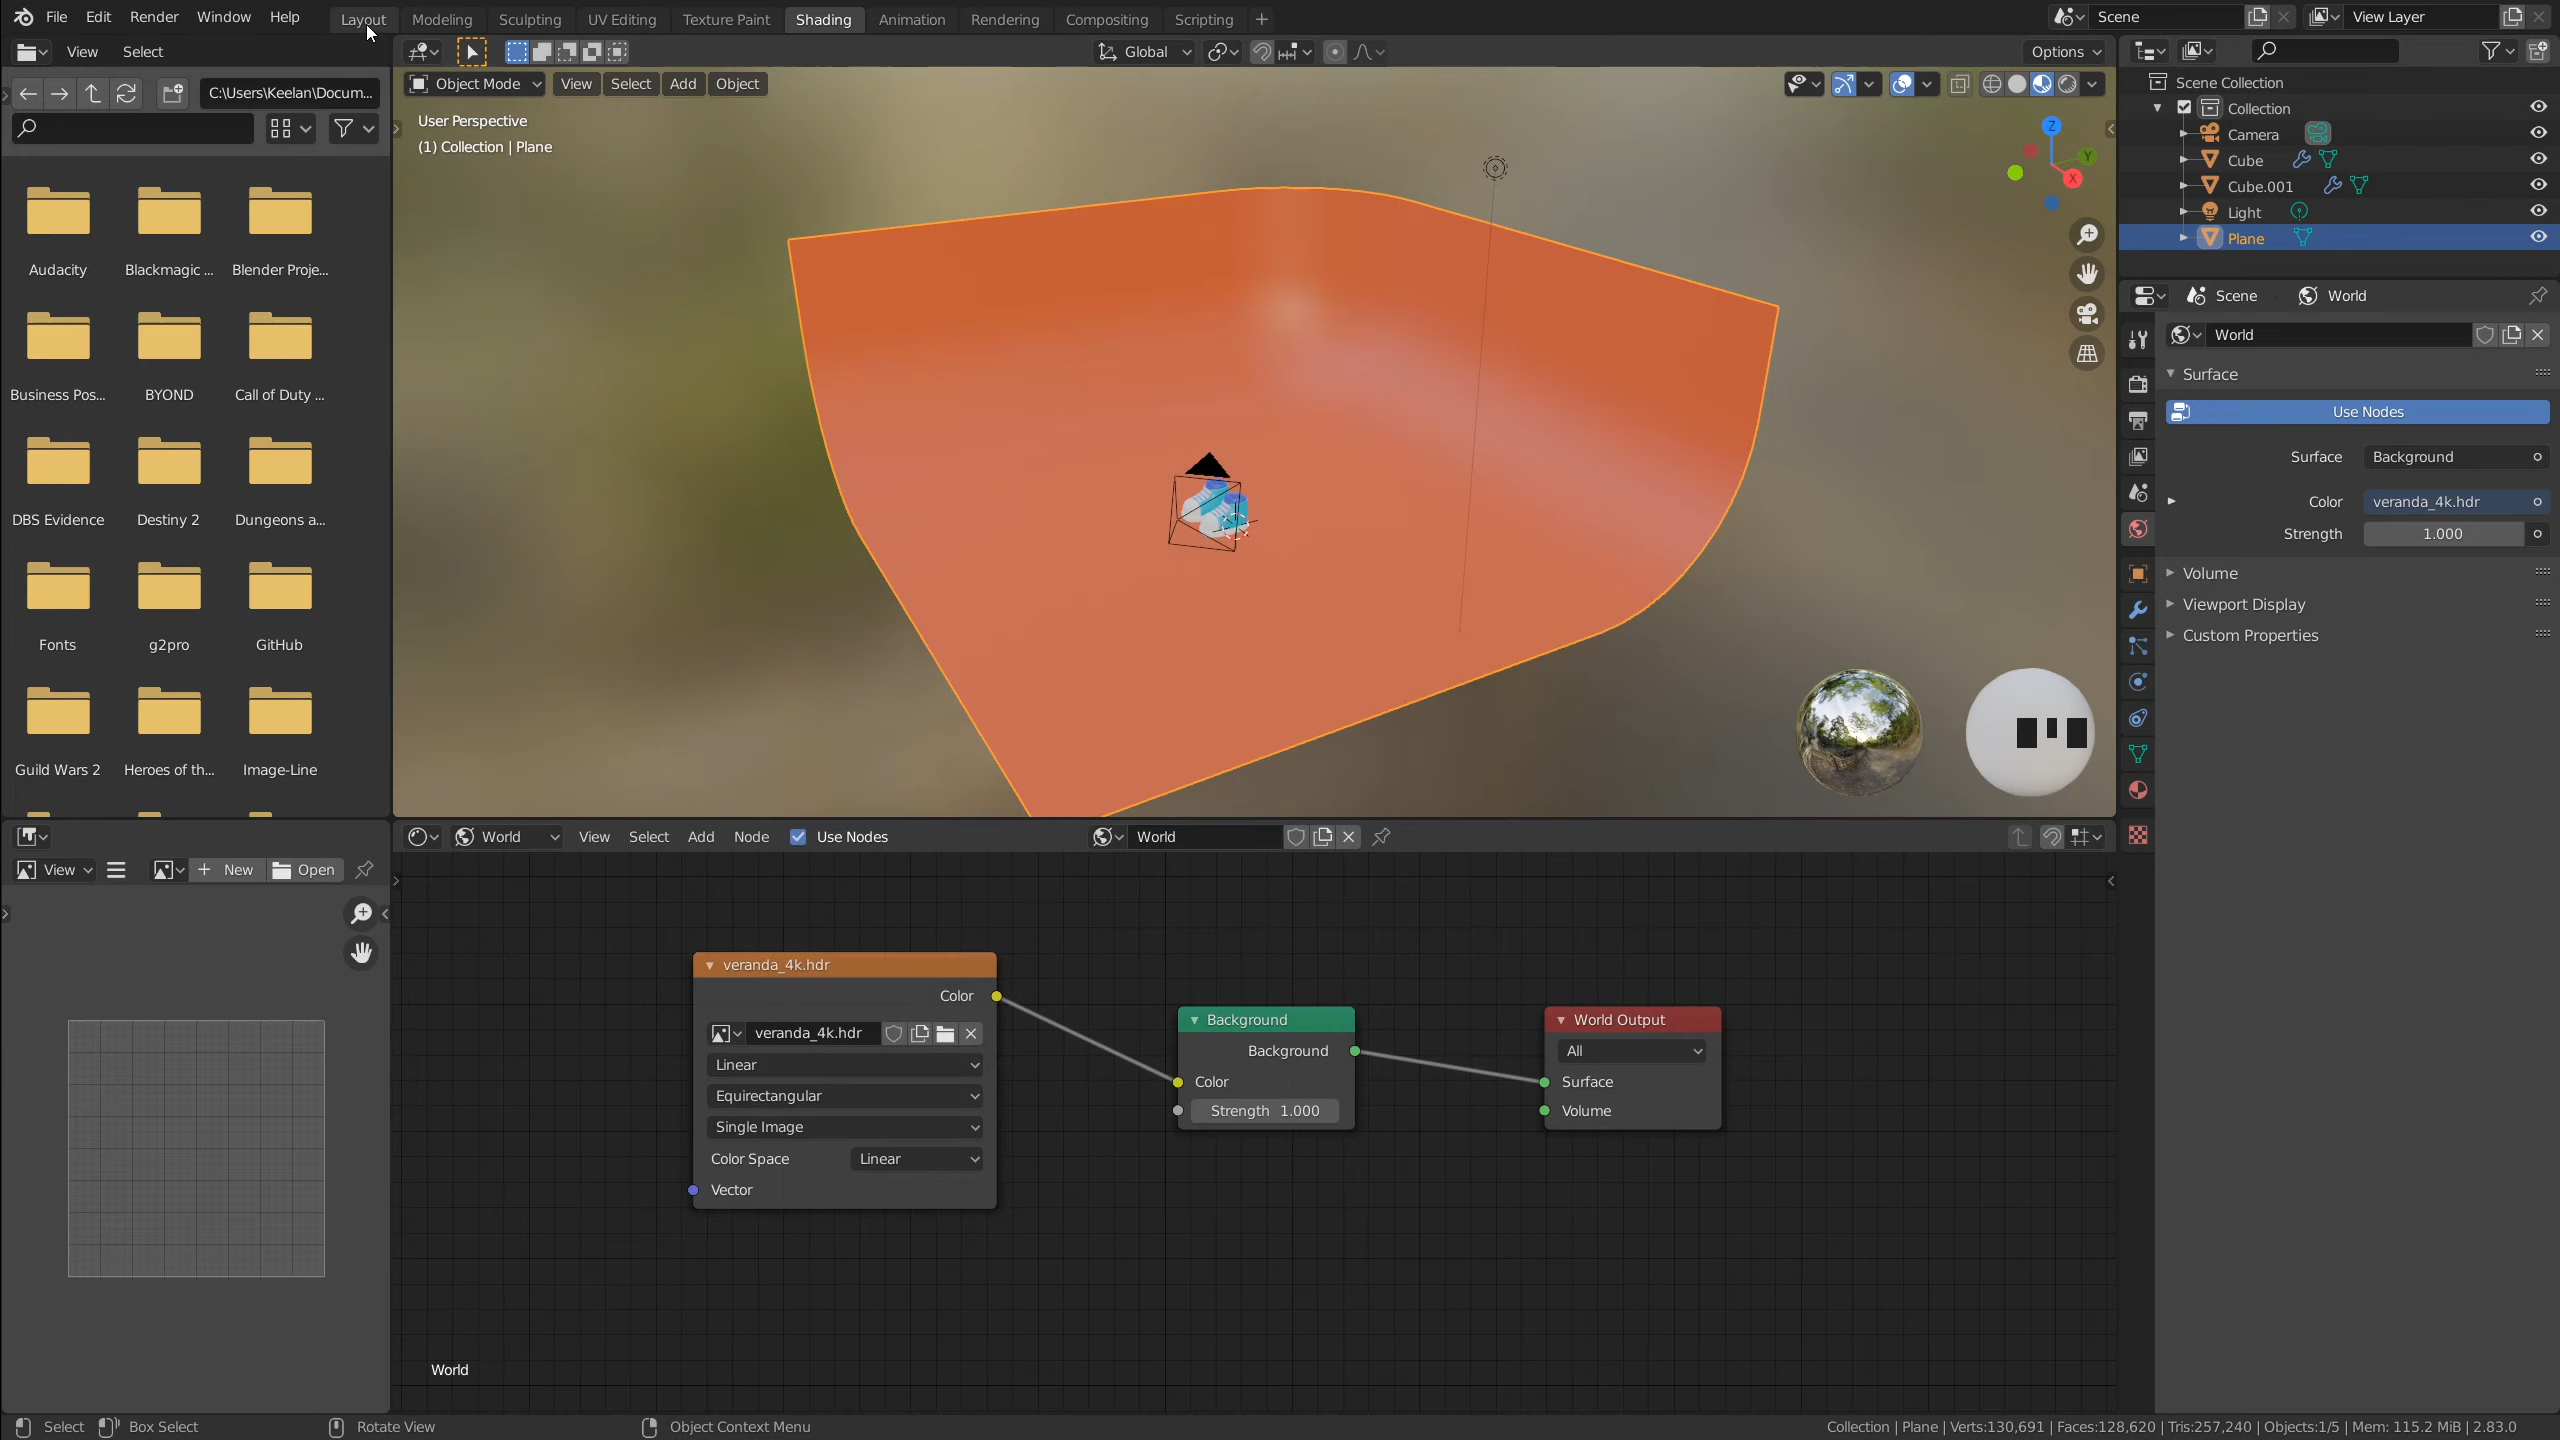 File Edit Render Window Help Layout Modeling Sculpting UV Editing Texture Paint Shading Animation Rendering Compositing Scripting + Scene View Layer
View Select Global Options
C:\Users\Keelan\Docum...
Object Mode View Select Add Object
User Perspective
(1) Collection | Plane
Z
Y
X
Audacity Blackmagic ... Blender Proje...
Business Pos... BYOND Call of Duty ...
DBS Evidence Destiny 2 Dungeons a...
Fonts g2pro GitHub
Guild Wars 2 Heroes of th... Image-Line
Scene Collection
Collection
Camera
Cube
Cube.001
Light
Plane
Scene World
World
Surface
Use Nodes
Surface Background
Color veranda_4k.hdr
Strength 1.000
Volume
Viewport Display
Custom Properties
World View Select Add Node Use Nodes World
View New Open
veranda_4k.hdr
Color
veranda_4k.hdr
Linear
Equirectangular
Single Image
Color Space Linear
Vector
Background
Background
Color
Strength 1.000
World Output
All
Surface
Volume
World
Select Box Select Rotate View Object Context Menu Collection | Plane | Verts:130,691 | Faces:128,620 | Tris:257,240 | Objects:1/5 | Mem: 115.2 MiB | 2.83.0